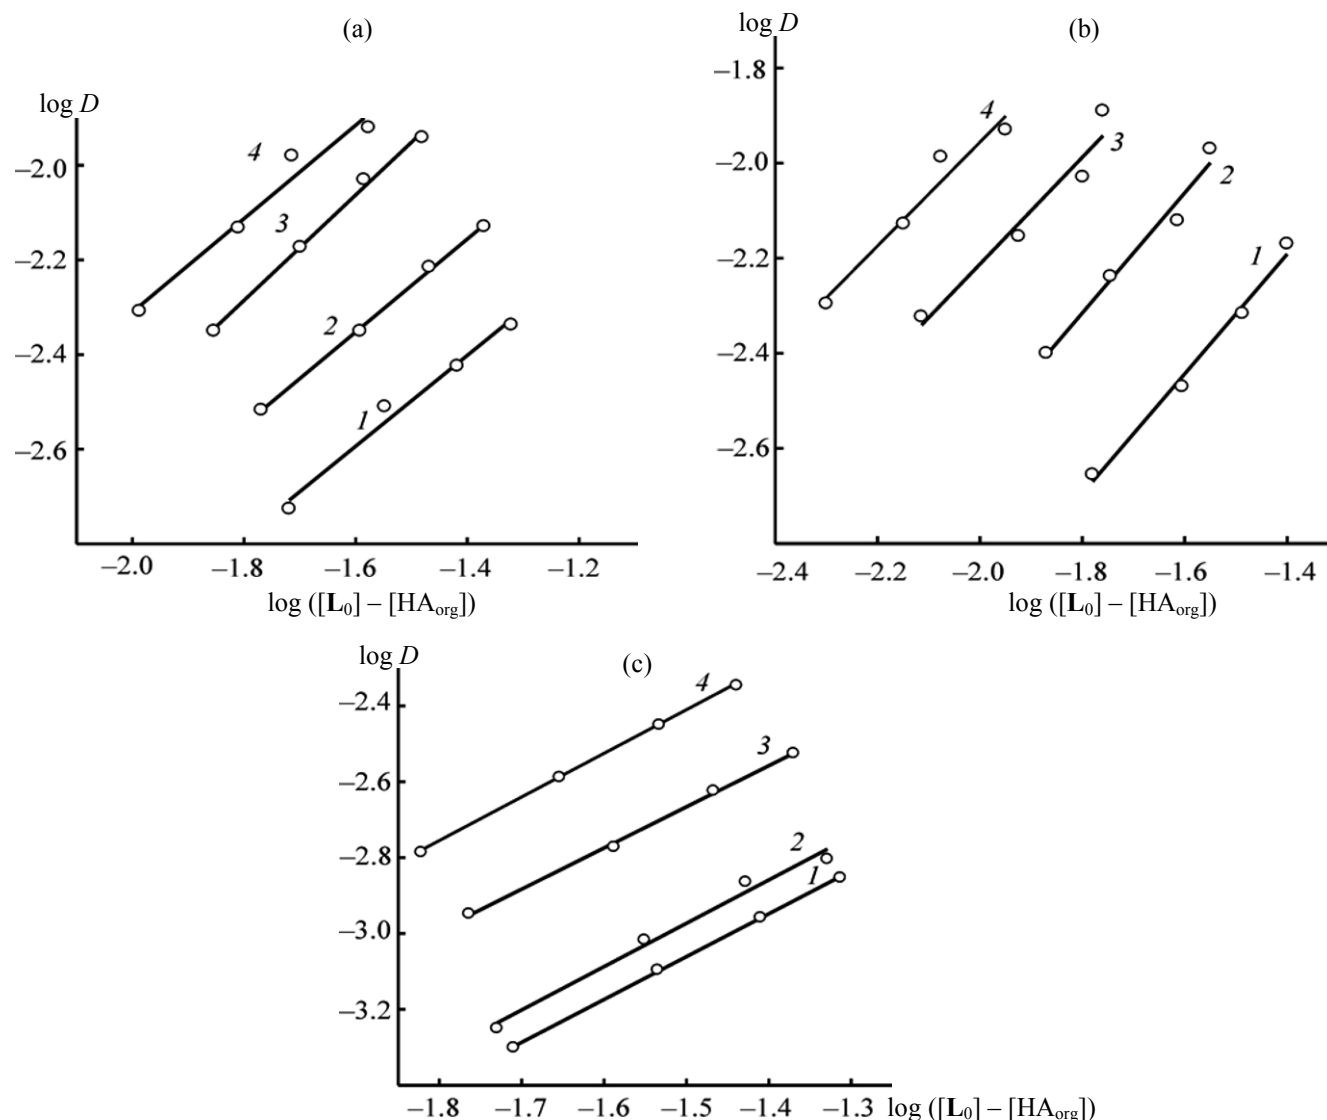 (a)
log D
−2.0
−2.2
−2.4
−2.6
4
3
2
1
−2.0 −1.8 −1.6 −1.4 −1.2
log ([L₀] – [HAorg])
log D
(b)
−1.8
−2.0
−2.2
−2.4
−2.6
4
3
2
1
−2.4 −2.2 −2.0 −1.8 −1.6 −1.4
log ([L₀] – [HAorg])
log D
(c)
−2.4
−2.6
−2.8
−3.0
−3.2
4
3
2
1
−1.8 −1.7 −1.6 −1.5 −1.4 −1.3
log ([L₀] – [HAorg])